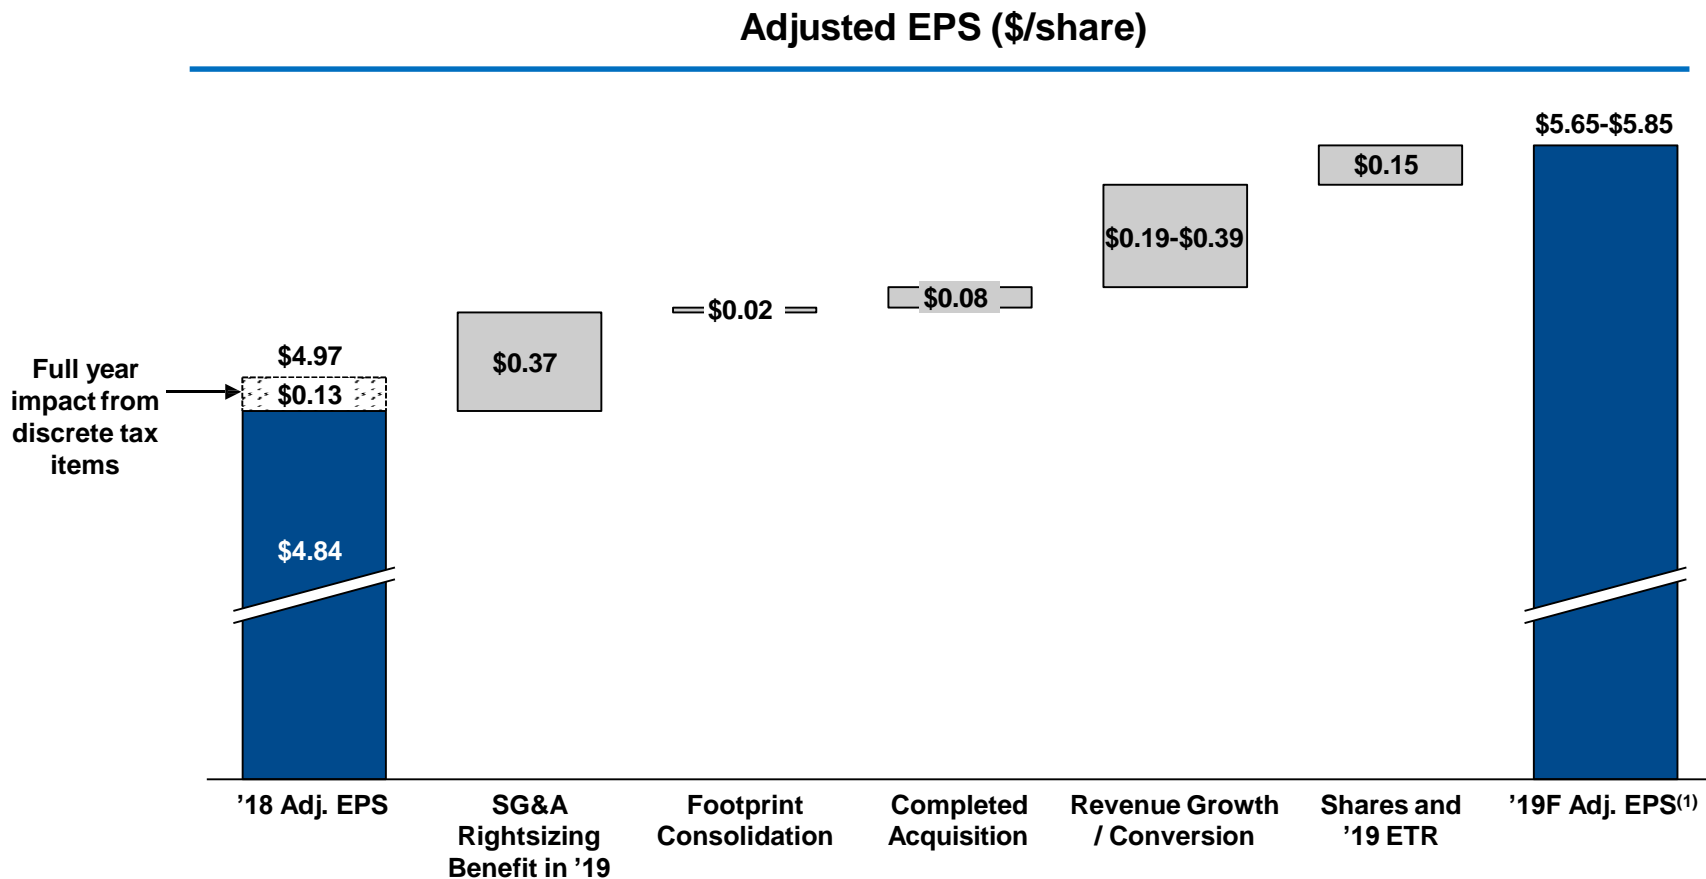 Adjusted EPS ($/share)
$5.65-$5.85
$0.15
$0.19-$0.39
$0.08
$0.02
$0.37
$4.97
$0.13
Full year
impact from
discrete tax
items
$4.84
’18 Adj. EPS
SG&A
Rightsizing
Benefit in ’19
Footprint
Consolidation
Completed
Acquisition
Revenue Growth
/ Conversion
Shares and
’19 ETR
’19F Adj. EPS(1)